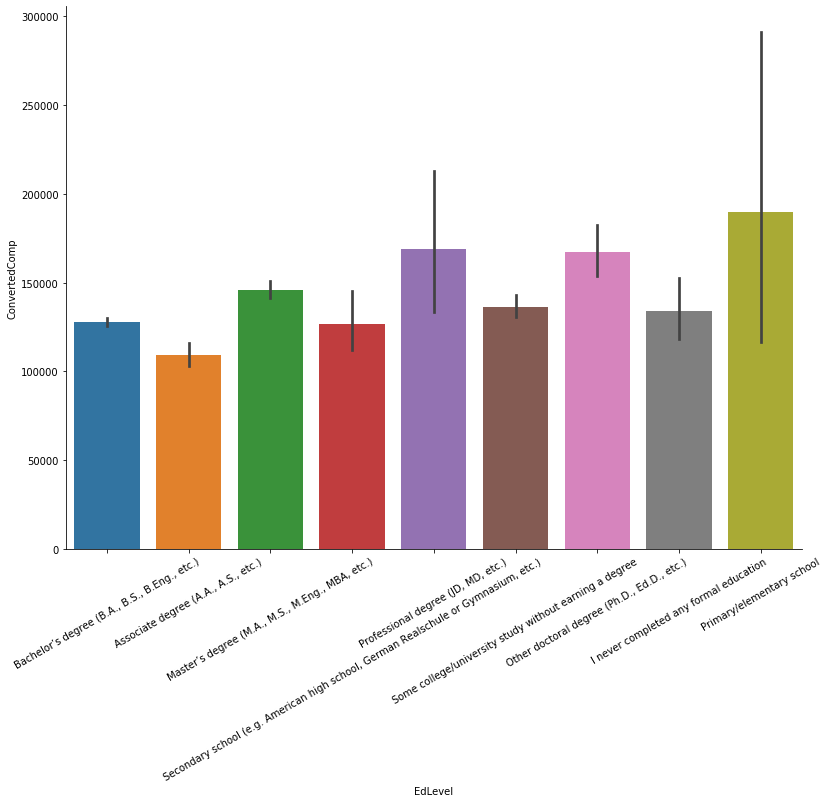 300000
250000
200000
150000
100000
50000
0
ConvertedComp
Bachelor’s degree (B.A., B.S., B.Eng., etc.)
Associate degree (A.A., A.S., etc.)
Master’s degree (M.A., M.S., M.Eng., MBA, etc.)
Secondary school (e.g. American high school, German Realschule or Gymnasium, etc.)
Professional degree (JD, MD, etc.)
Some college/university study without earning a degree
Other doctoral degree (Ph.D., Ed.D., etc.)
I never completed any formal education
Primary/elementary school
EdLevel